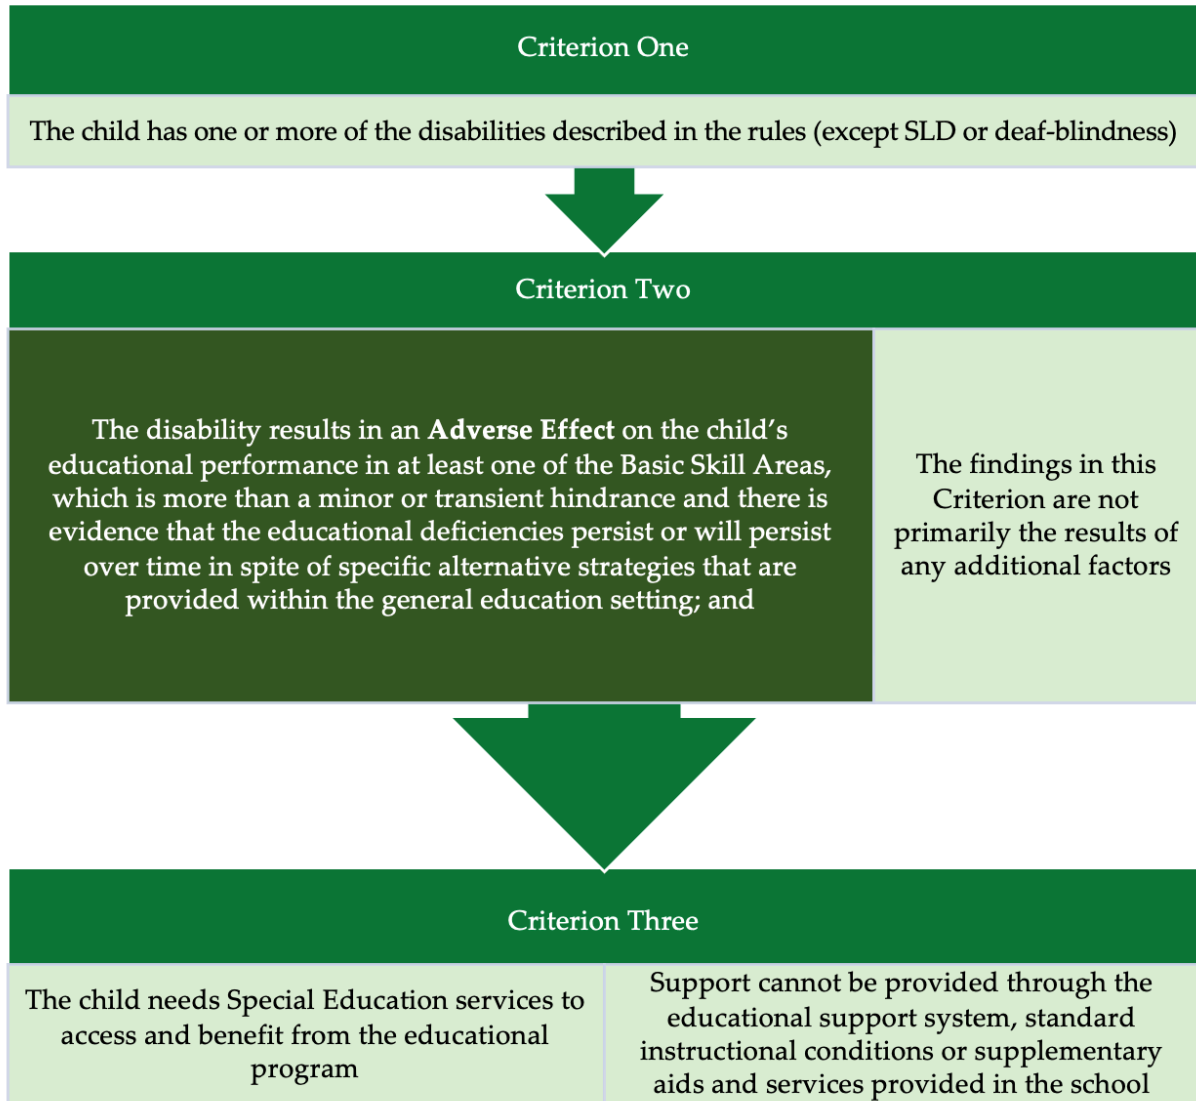 Criterion One
The child has one or more of the disabilities described in the rules (except SLD or deaf-blindness)
Criterion Two
The disability results in an Adverse Effect on the child’s
educational performance in at least one of the Basic Skill Areas,
which is more than a minor or transient hindrance and there is
evidence that the educational deficiencies persist or will persist
over time in spite of specific alternative strategies that are
provided within the general education setting; and
The findings in this
Criterion are not
primarily the results of
any additional factors
Criterion Three
The child needs Special Education services to
access and benefit from the educational
program
Support cannot be provided through the
educational support system, standard
instructional conditions or supplementary
aids and services provided in the school